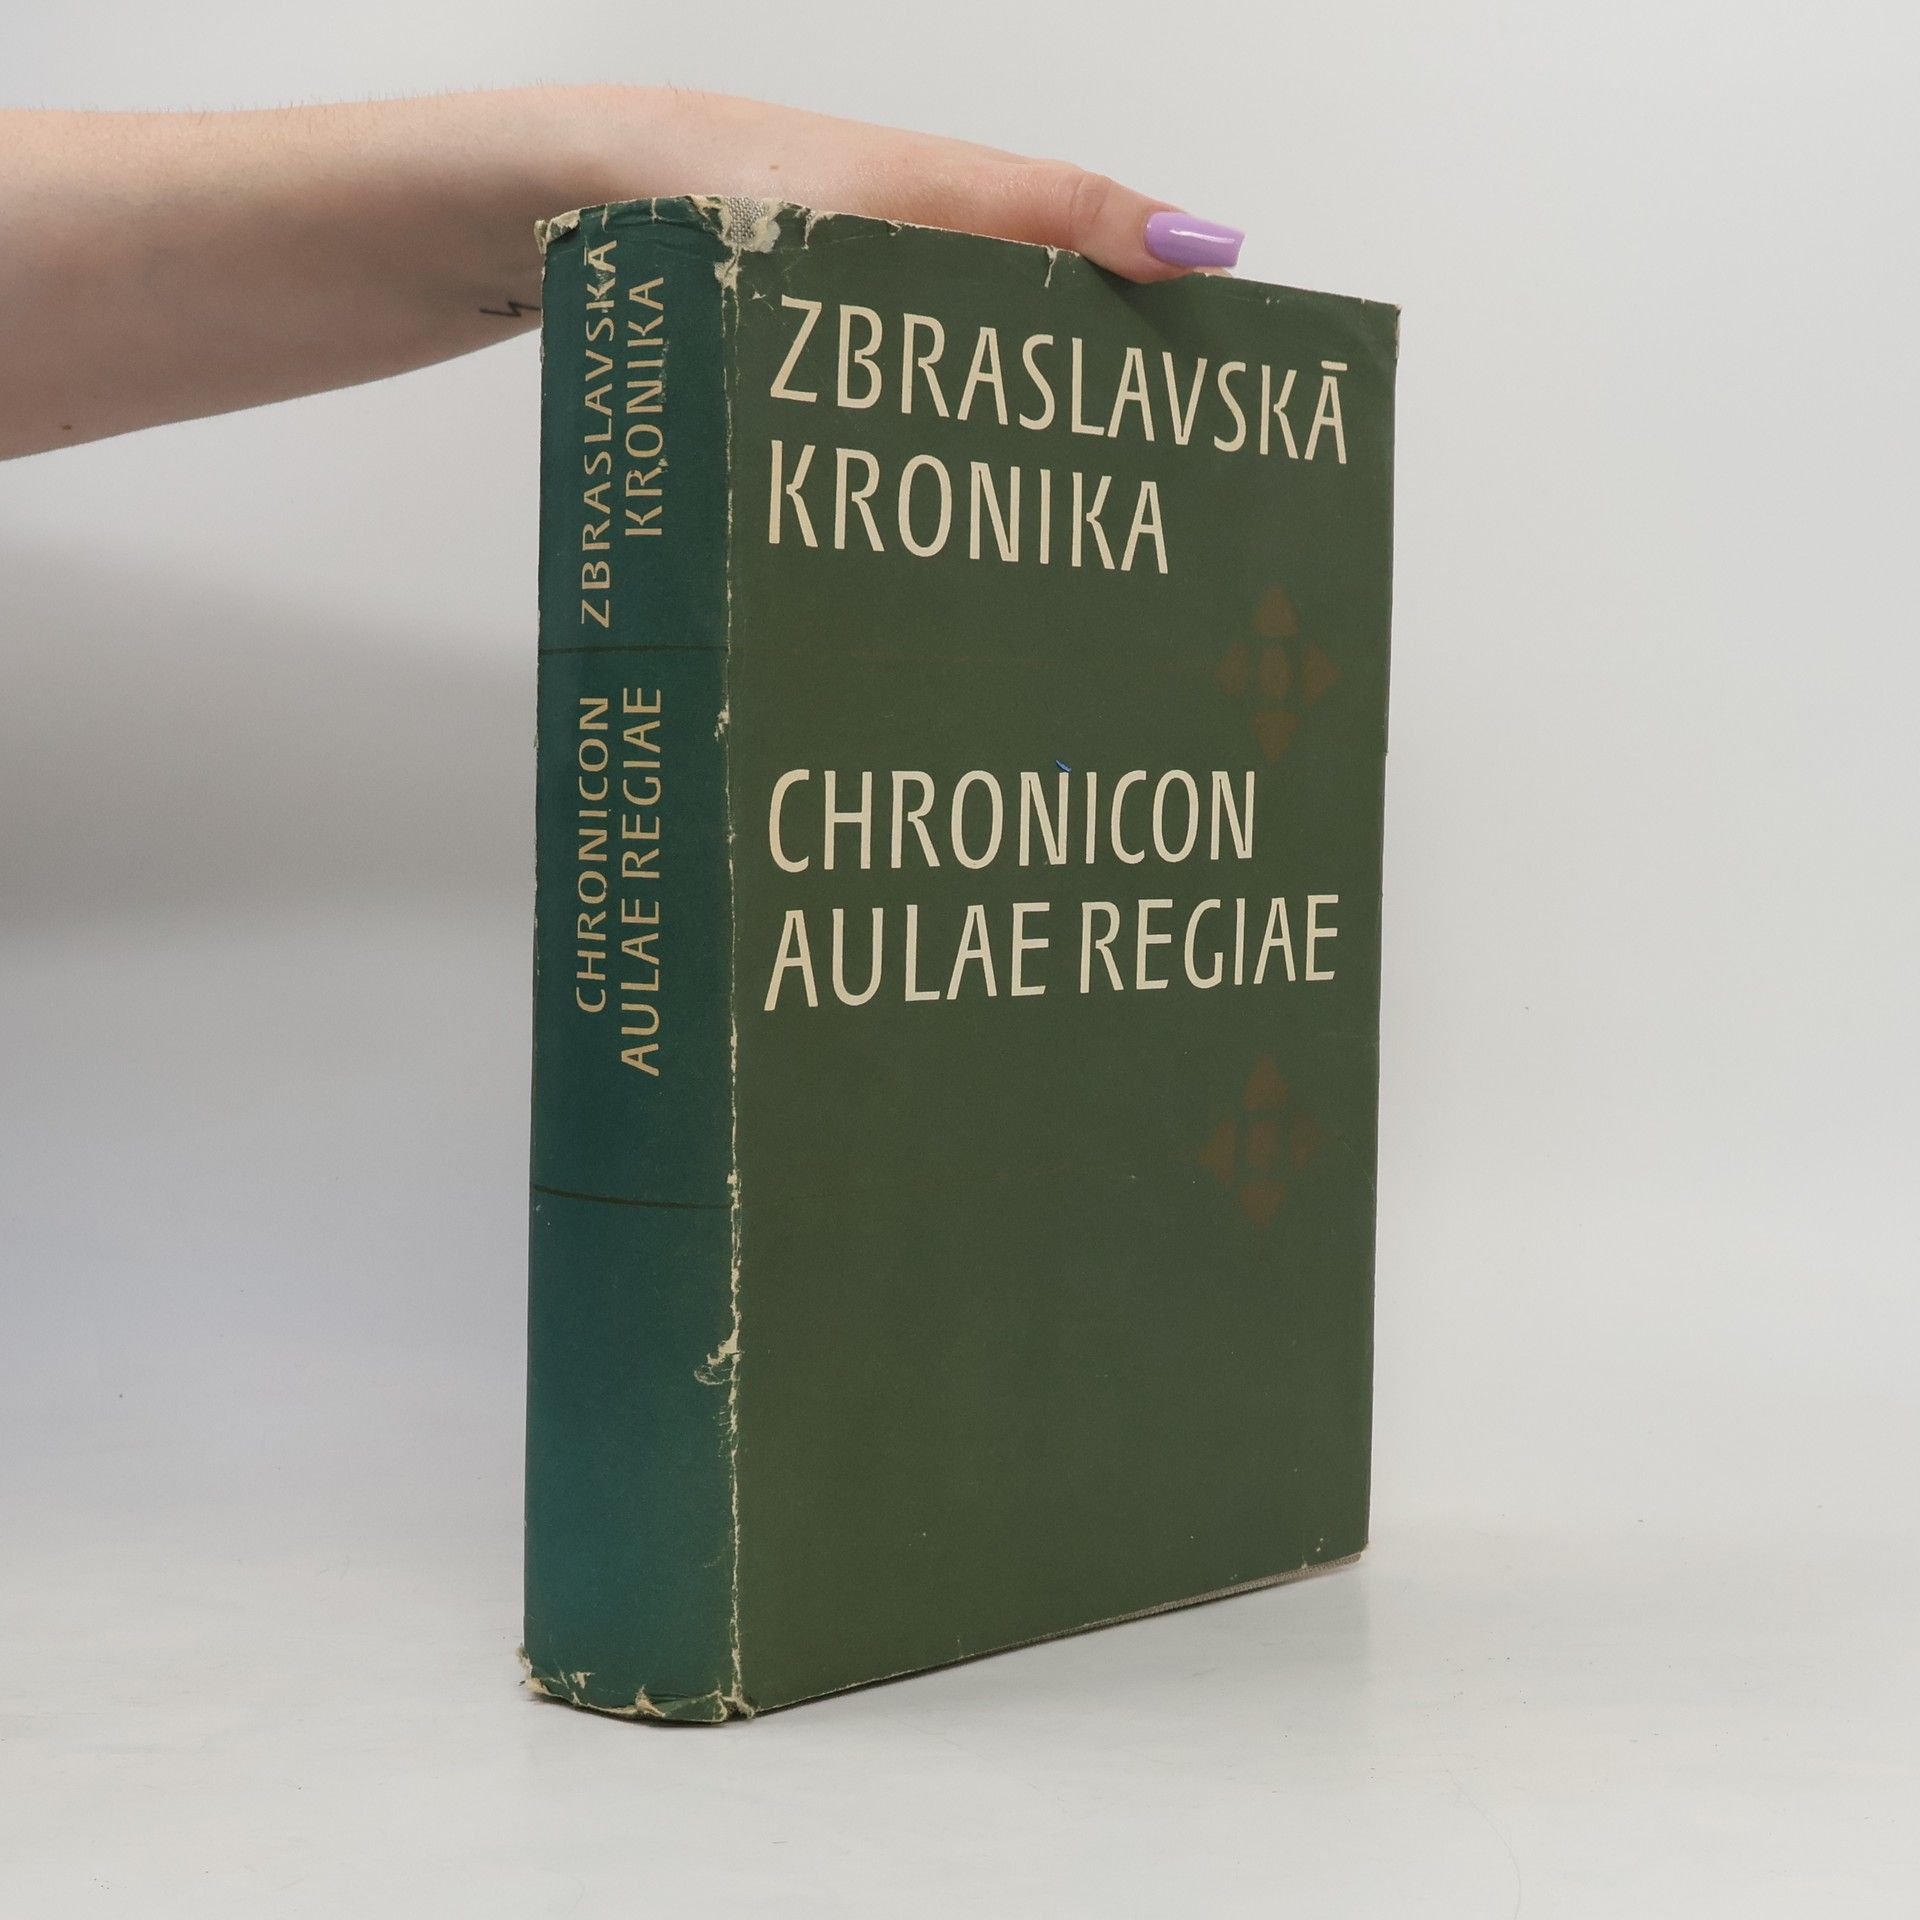 ZBRASLAVSKÁ
KRONIKA
CHRONICON
AULAE REGIAE
ZBRASLAVSKÁ
KRONIKA
CHRONICON
AULAE REGIAE